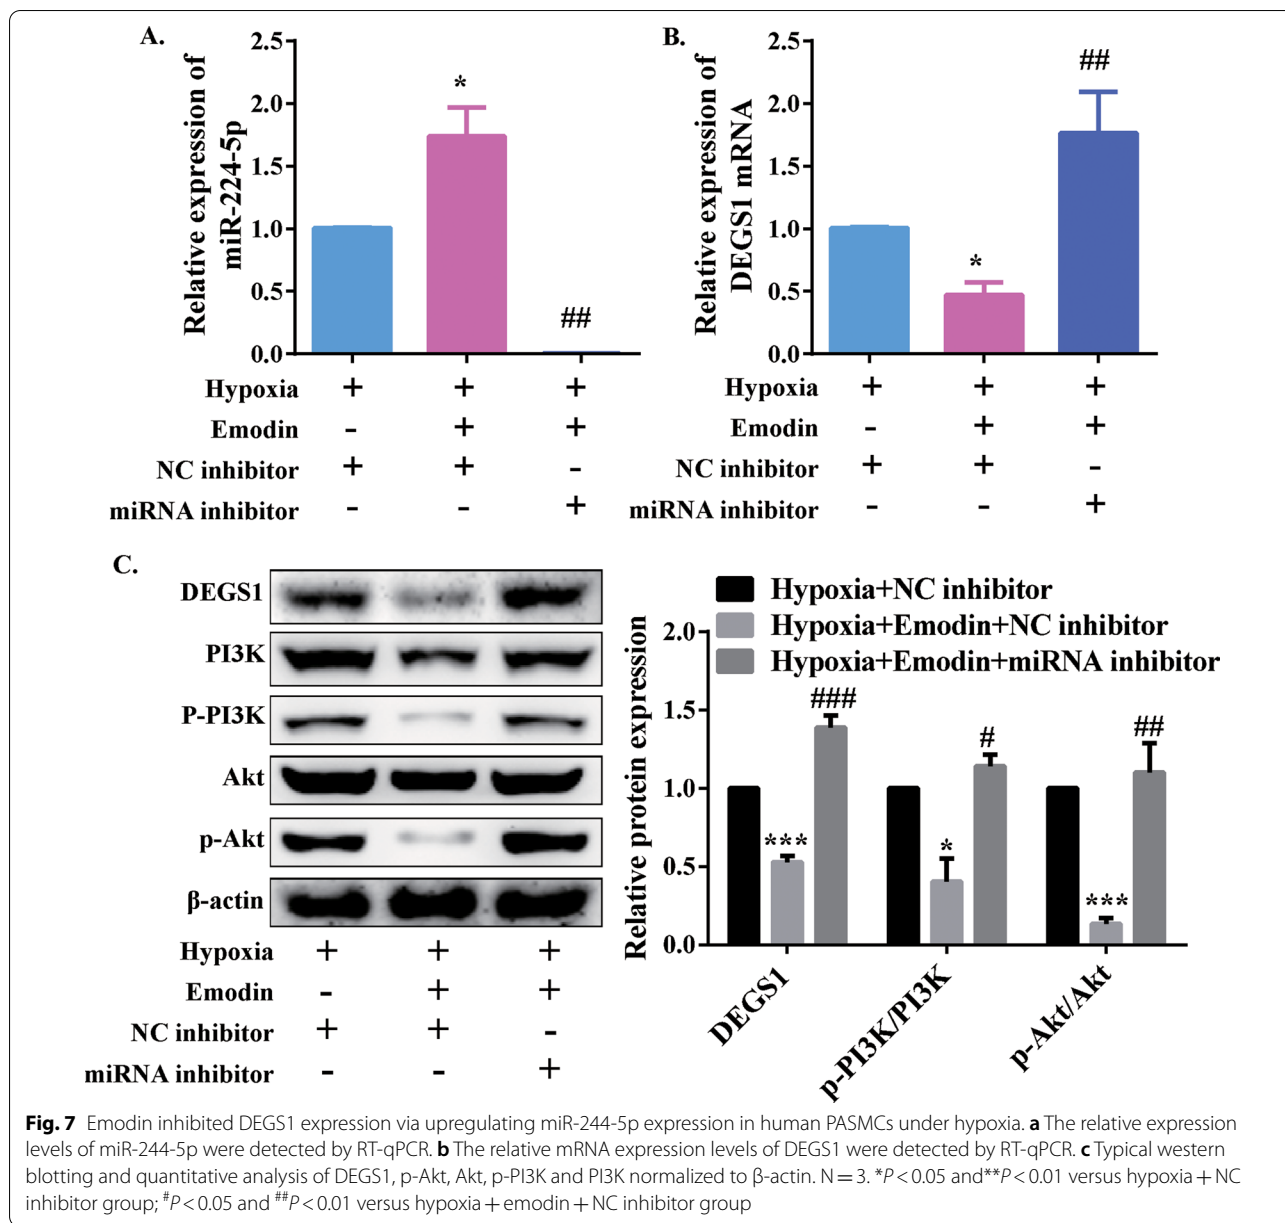 A.
Relative expression of
miR-224-5p
2.5
2.0
1.5
1.0
0.5
0.0
*
##
Hypoxia + + +
Emodin - + +
NC inhibitor + + -
miRNA inhibitor - - +
B.
Relative expression of
DEGS1 mRNA
2.5
2.0
1.5
1.0
0.5
0.0
*
##
Hypoxia + + +
Emodin - + +
NC inhibitor + + -
miRNA inhibitor - - +
C.
DEGS1
PI3K
P-PI3K
Akt
p-Akt
β-actin
Hypoxia + + +
Emodin - + +
NC inhibitor + + -
miRNA inhibitor - - +
Hypoxia+NC inhibitor
Hypoxia+Emodin+NC inhibitor
Hypoxia+Emodin+miRNA inhibitor
Relative protein expression
2.0
1.5
1.0
0.5
0.0
***
###
*
#
***
##
DEGS1
p-PI3K/PI3K
p-Akt/Akt
Fig. 7 Emodin inhibited DEGS1 expression via upregulating miR-244-5p expression in human PASMCs under hypoxia. a The relative expression
levels of miR-244-5p were detected by RT-qPCR. b The relative mRNA expression levels of DEGS1 were detected by RT-qPCR. c Typical western
blotting and quantitative analysis of DEGS1, p-Akt, Akt, p-PI3K and PI3K normalized to β-actin. N = 3. *P < 0.05 and**P < 0.01 versus hypoxia + NC
inhibitor group; #P < 0.05 and ##P < 0.01 versus hypoxia + emodin + NC inhibitor group